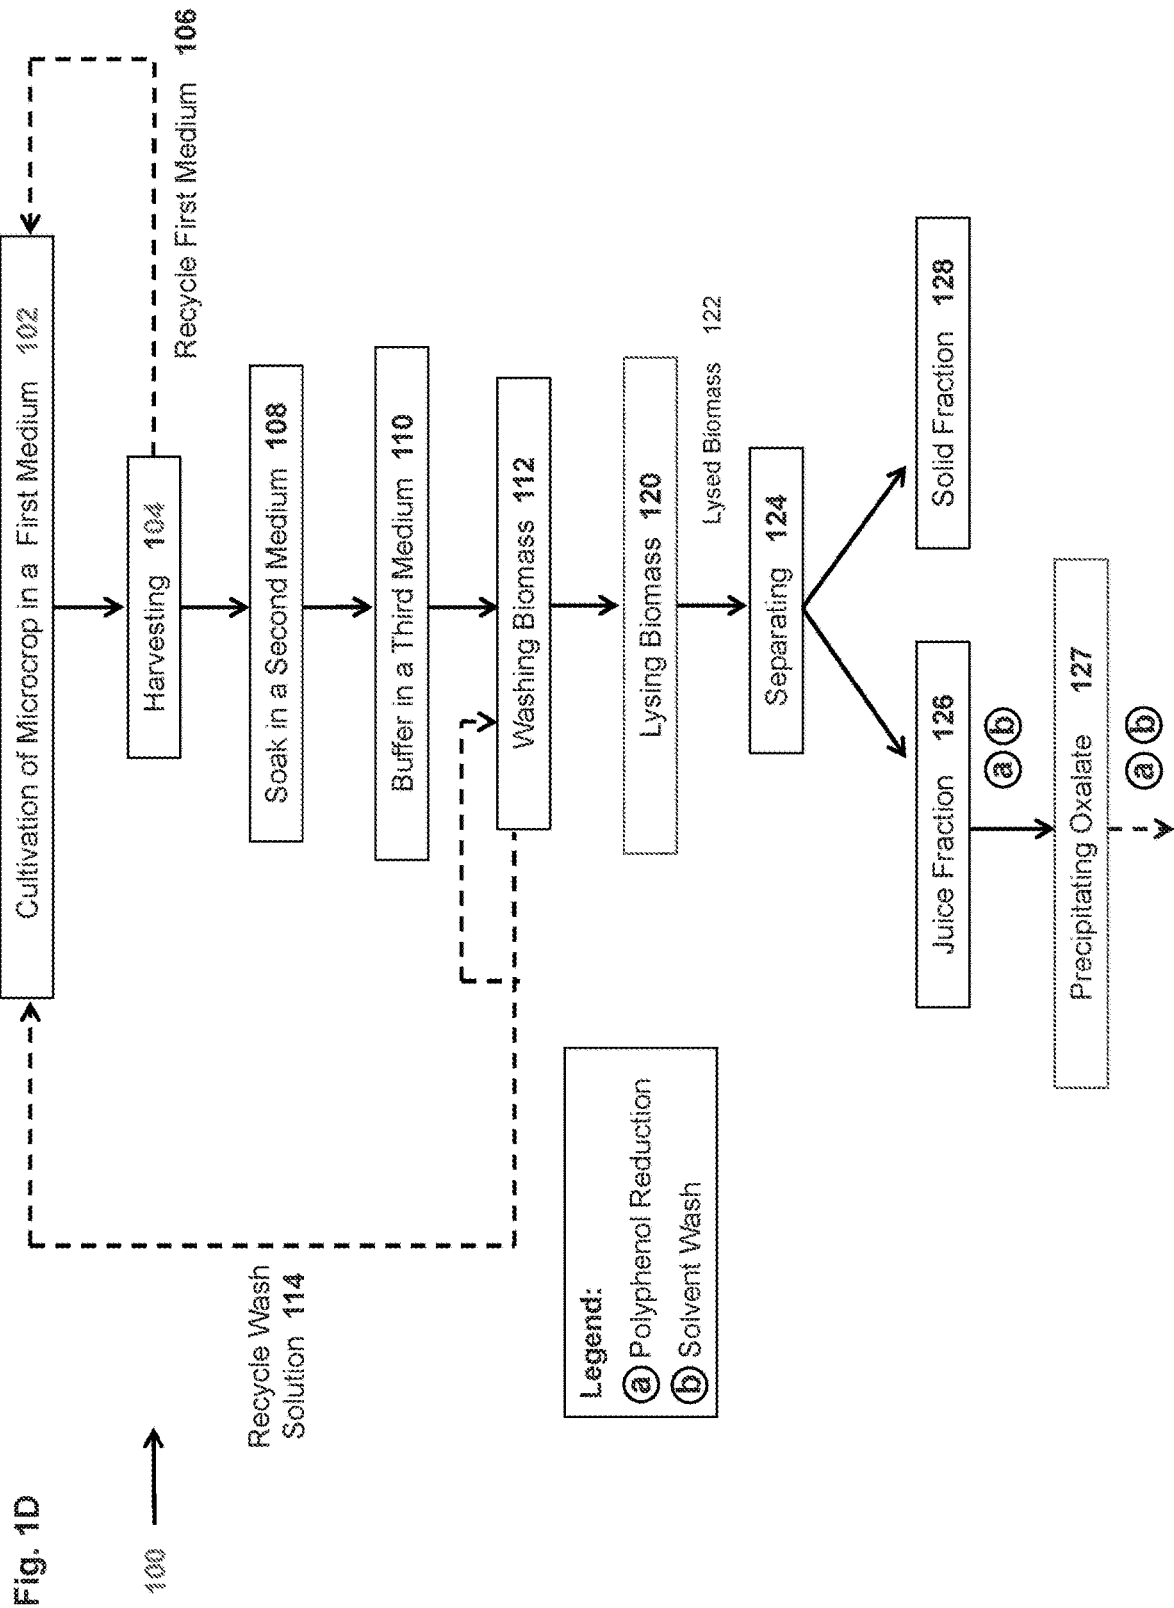 Fig. 1D
100
Cultivation of Microcrop in a First Medium 102
Harvesting 104
Recycle First Medium 106
Soak in a Second Medium 108
Buffer in a Third Medium 110
Washing Biomass 112
Recycle Wash
Solution 114
Lysing Biomass 120
Lysed Biomass 122
Separating 124
Juice Fraction 126
Solid Fraction 128
a b
Precipitating Oxalate 127
a b
Legend:
a Polyphenol Reduction
b Solvent Wash